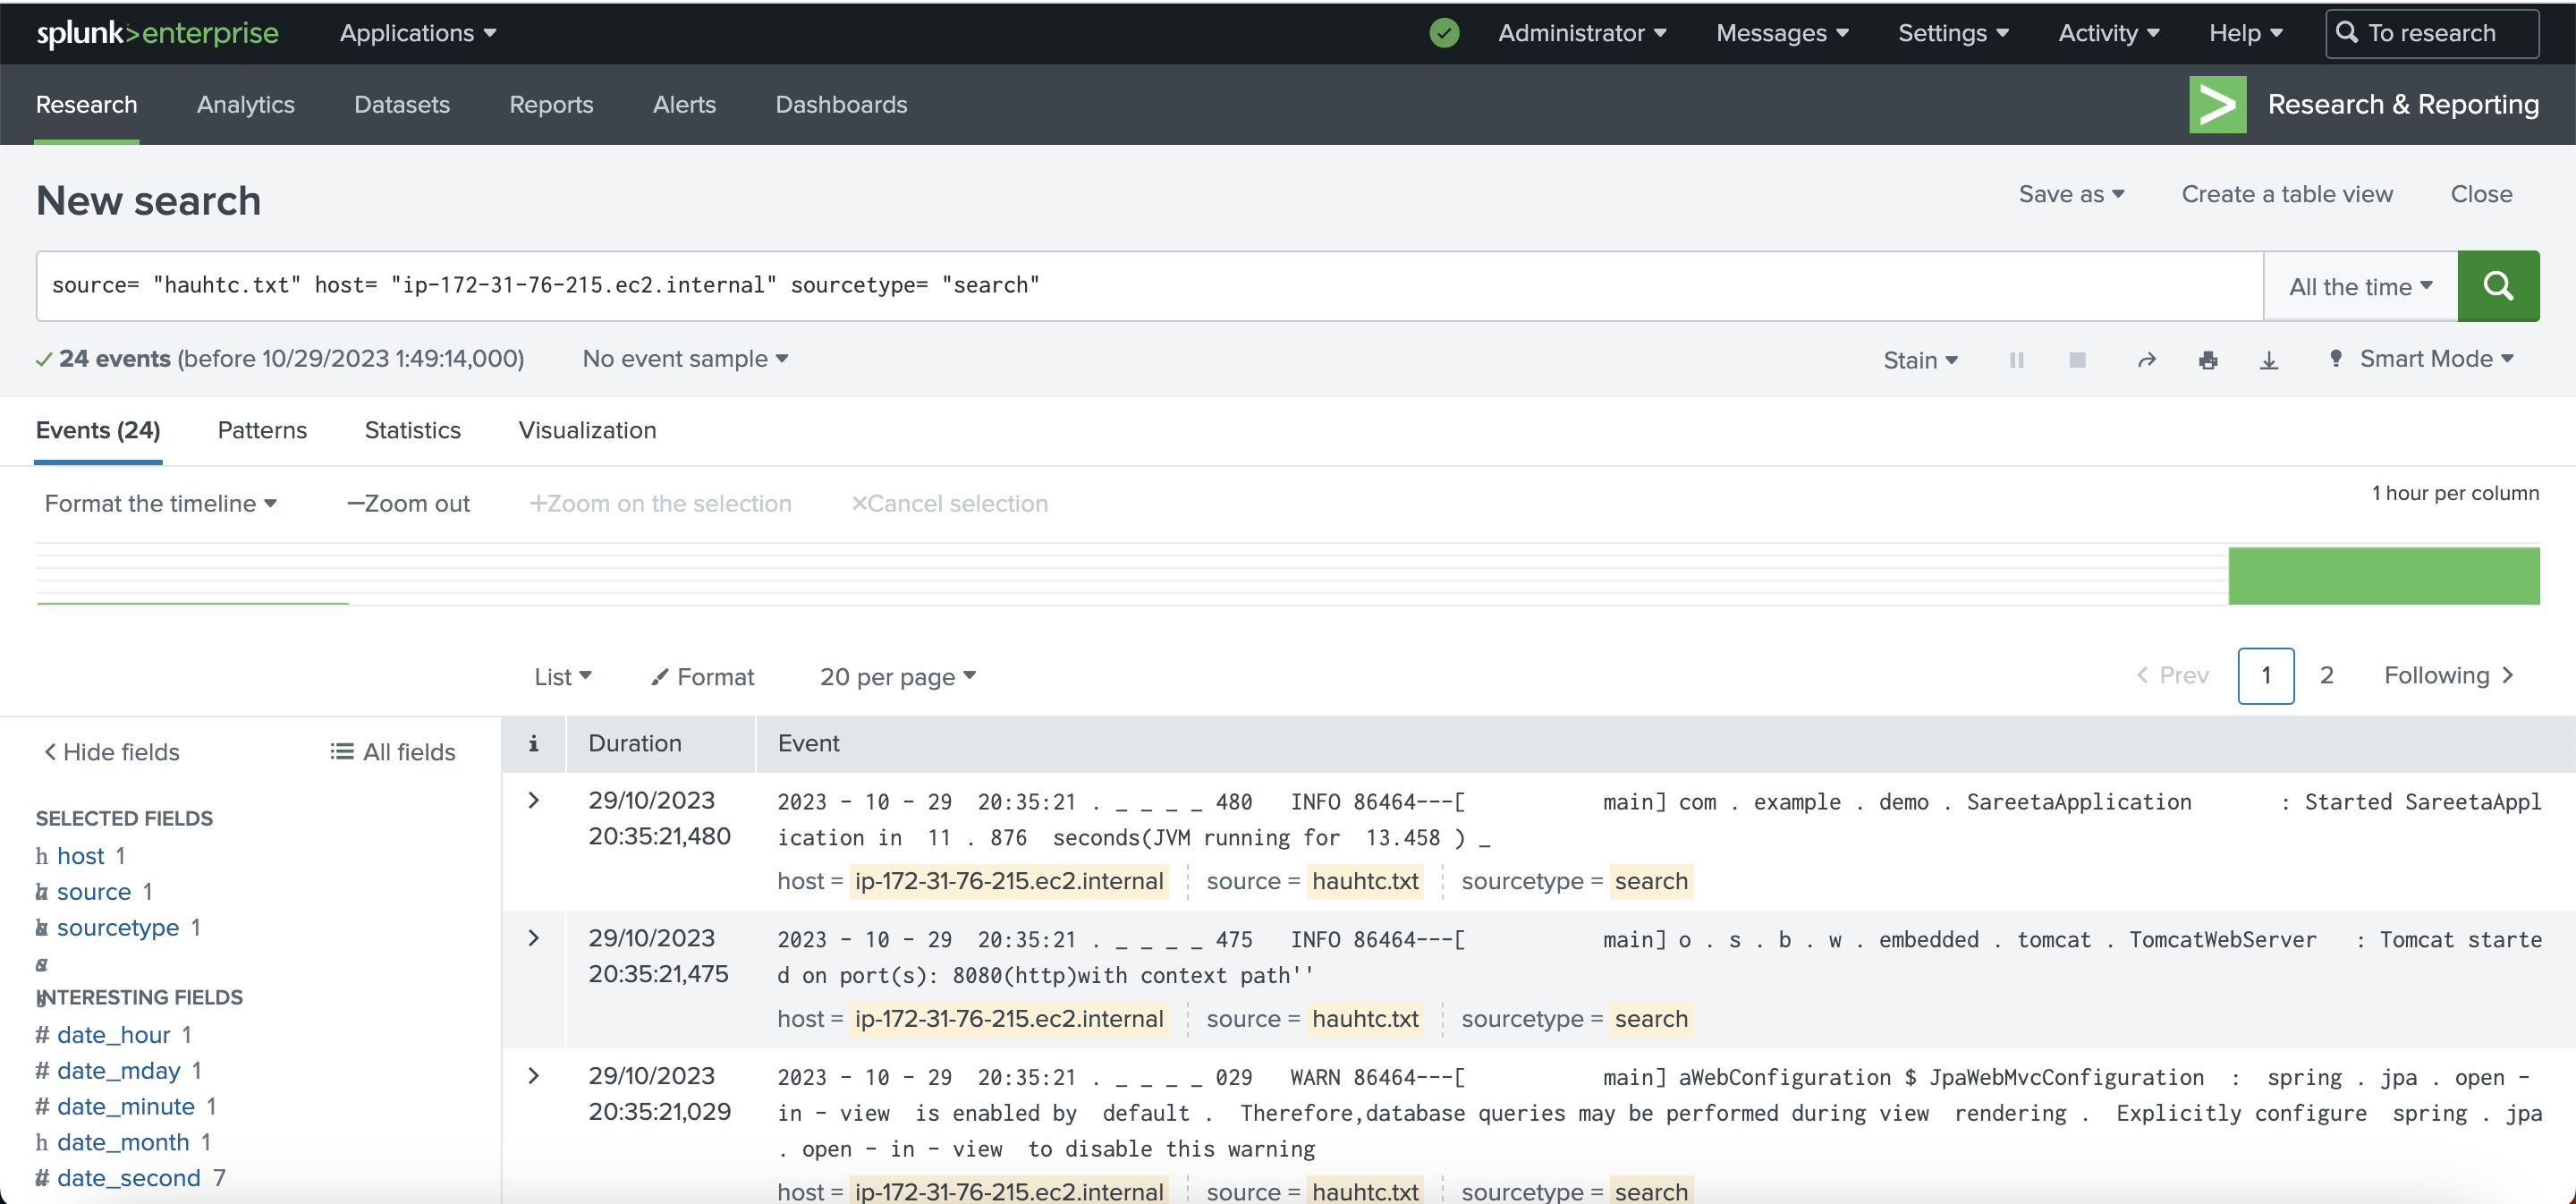 splunk>enterprise Applications Administrator Messages Settings Activity Help To research
Research Analytics Datasets Reports Alerts Dashboards Research & Reporting
New search Save as Create a table view Close
source= "hauhtc.txt" host= "ip-172-31-76-215.ec2.internal" sourcetype= "search" All the time
24 events (before 10/29/2023 1:49:14,000) No event sample Stain Smart Mode
Events (24) Patterns Statistics Visualization
Format the timeline —Zoom out +Zoom on the selection ×Cancel selection 1 hour per column
List Format 20 per page < Prev 1 2 Following >
< Hide fields All fields
SELECTED FIELDS
h host 1
source 1
sourcetype 1
INTERESTING FIELDS
# date_hour 1
# date_mday 1
# date_minute 1
h date_month 1
# date_second 7
i Duration Event
> 29/10/2023 2023 - 10 - 29 20:35:21 . _ _ _ _ 480 INFO 86464---[ main] com . example . demo . SareetaApplication : Started SareetaAppl
20:35:21,480 ication in 11 . 876 seconds(JVM running for 13.458 ) _
host = ip-172-31-76-215.ec2.internal source = hauhtc.txt sourcetype = search
> 29/10/2023 2023 - 10 - 29 20:35:21 . _ _ _ _ 475 INFO 86464---[ main] o . s . b . w . embedded . tomcat . TomcatWebServer : Tomcat starte
20:35:21,475 d on port(s): 8080(http)with context path''
host = ip-172-31-76-215.ec2.internal source = hauhtc.txt sourcetype = search
> 29/10/2023 2023 - 10 - 29 20:35:21 . _ _ _ _ 029 WARN 86464---[ main] aWebConfiguration $ JpaWebMvcConfiguration : spring . jpa . open -
20:35:21,029 in - view is enabled by default . Therefore,database queries may be performed during view rendering . Explicitly configure spring . jpa
. open - in - view to disable this warning
host = ip-172-31-76-215.ec2.internal source = hauhtc.txt sourcetype = search